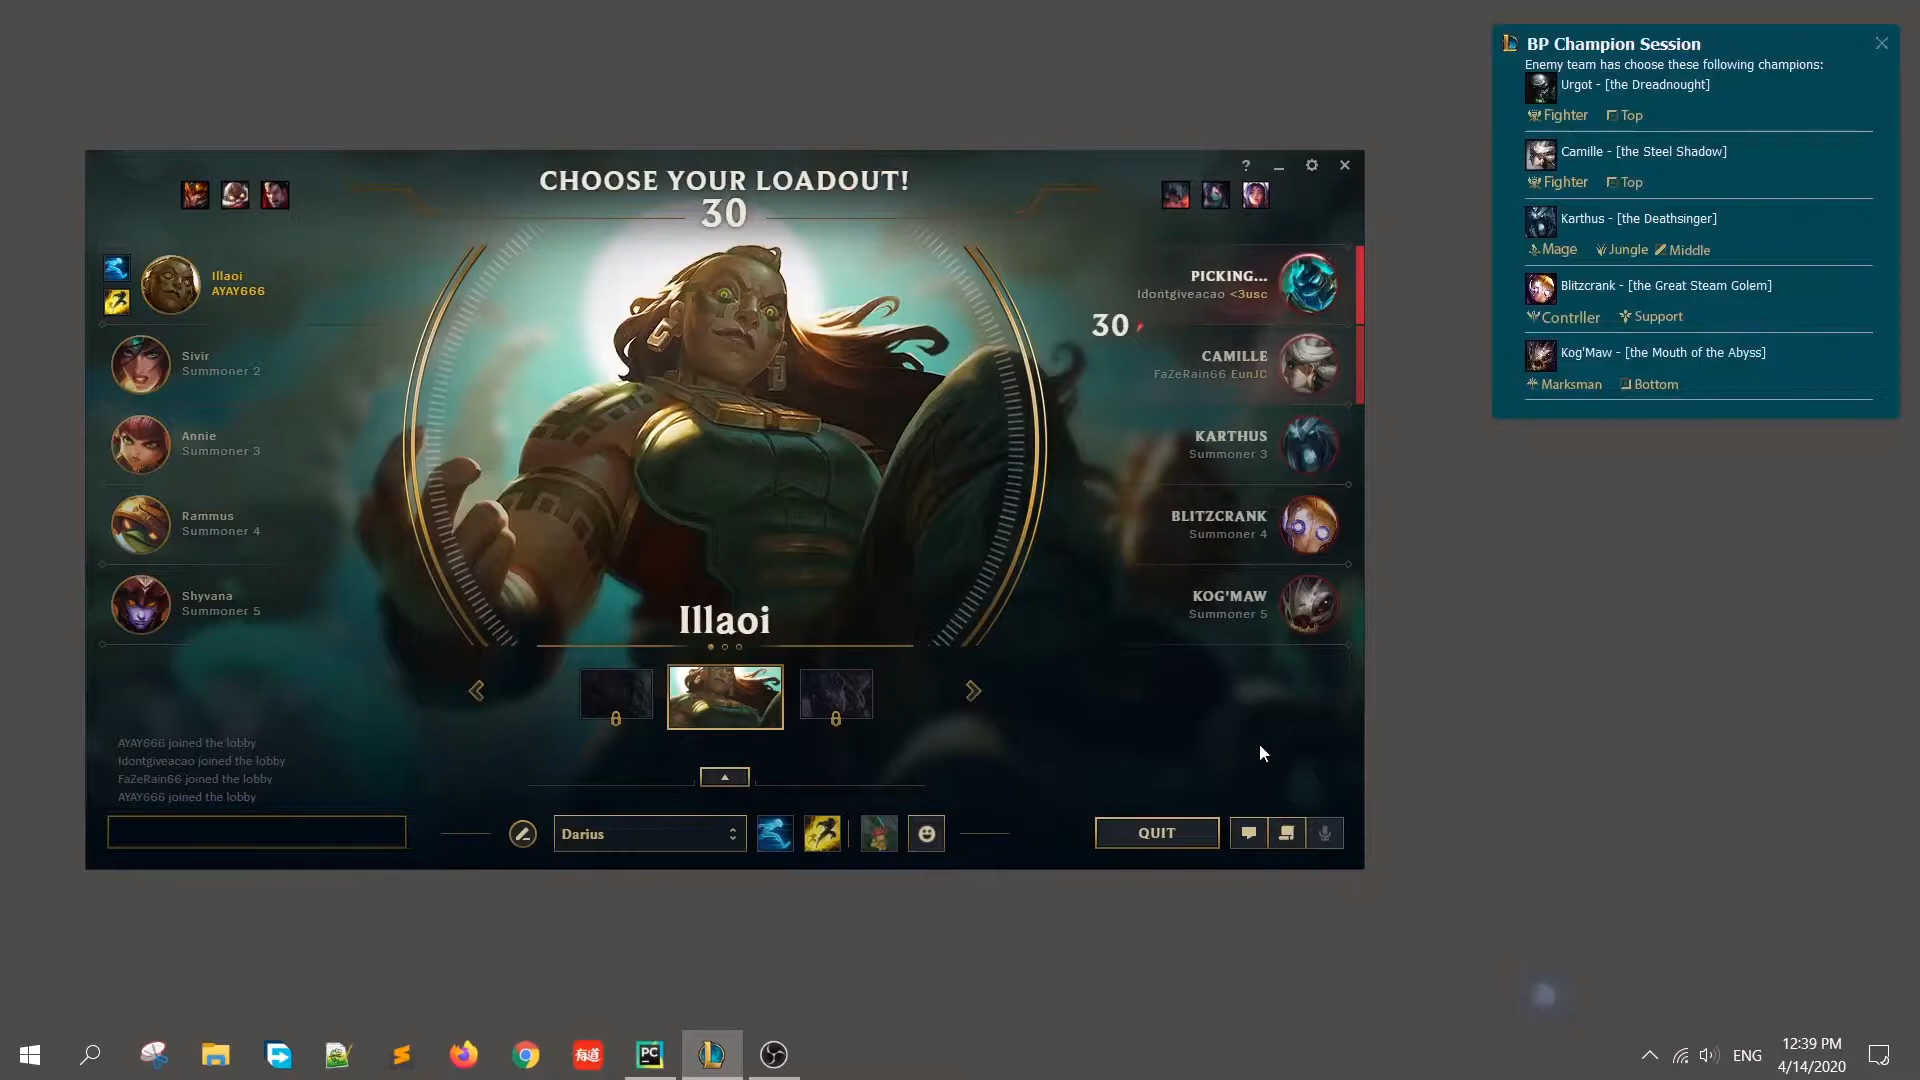 BP Champion Session
Enemy team has choose these following champions:
Urgot - [the Dreadnought]
Fighter Top
Camille - [the Steel Shadow]
Fighter Top
Karthus - [the Deathsinger]
Mage Jungle Middle
Blitzcrank - [the Great Steam Golem]
Contrller Support
Kog'Maw - [the Mouth of the Abyss]
Marksman Bottom
?
CHOOSE YOUR LOADOUT!
30
Illaoi
AYAY666
Sivir
Summoner 2
Annie
Summoner 3
Rammus
Summoner 4
Shyvana
Summoner 5
PICKING...
Idontgiveacao <3usc
30
CAMILLE
FaZeRain66 EunJC
KARTHUS
Summoner 3
BLITZCRANK
Summoner 4
KOG'MAW
Summoner 5
Illaoi
AYAY666 joined the lobby
Idontgiveacao joined the lobby
FaZeRain66 joined the lobby
AYAY666 joined the lobby
Darius
QUIT
有道
PC
ENG
12:39 PM
4/14/2020